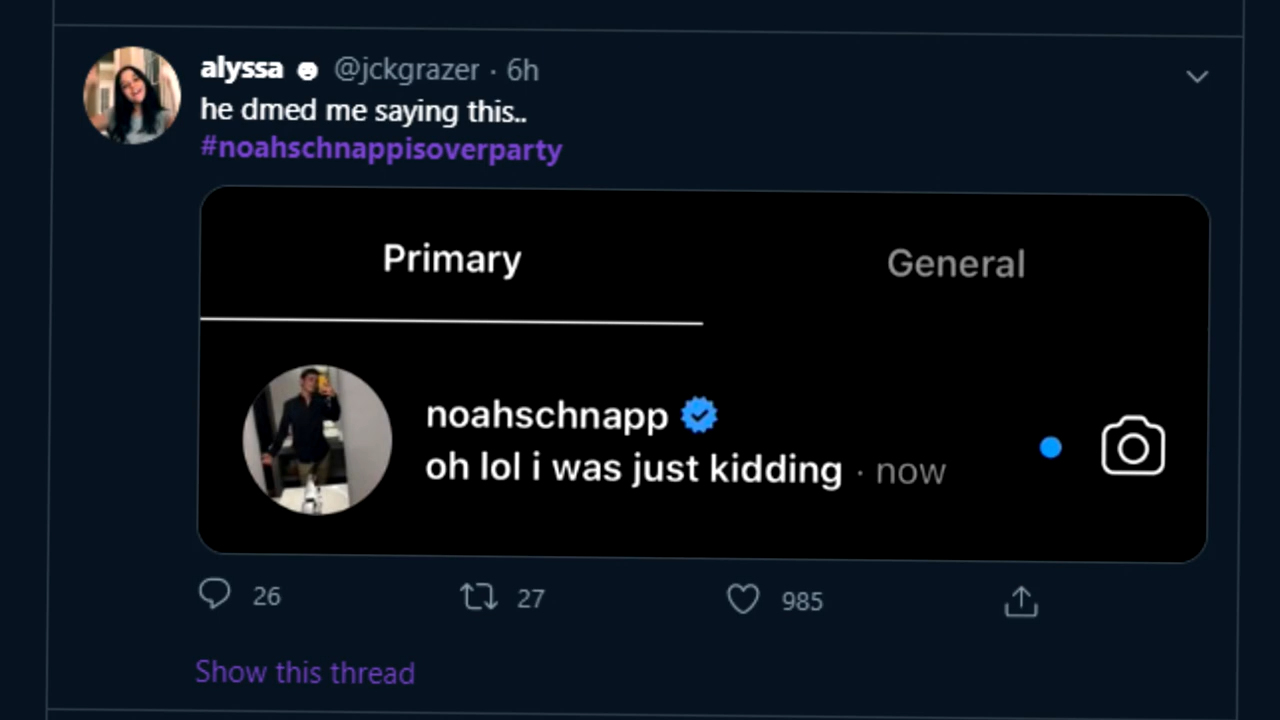 alyssa ☻ @jckgrazer · 6h
he dmed me saying this..
#noahschnappisoverparty
Primary General
noahschnapp
oh lol i was just kidding · now
26 27 985
Show this thread